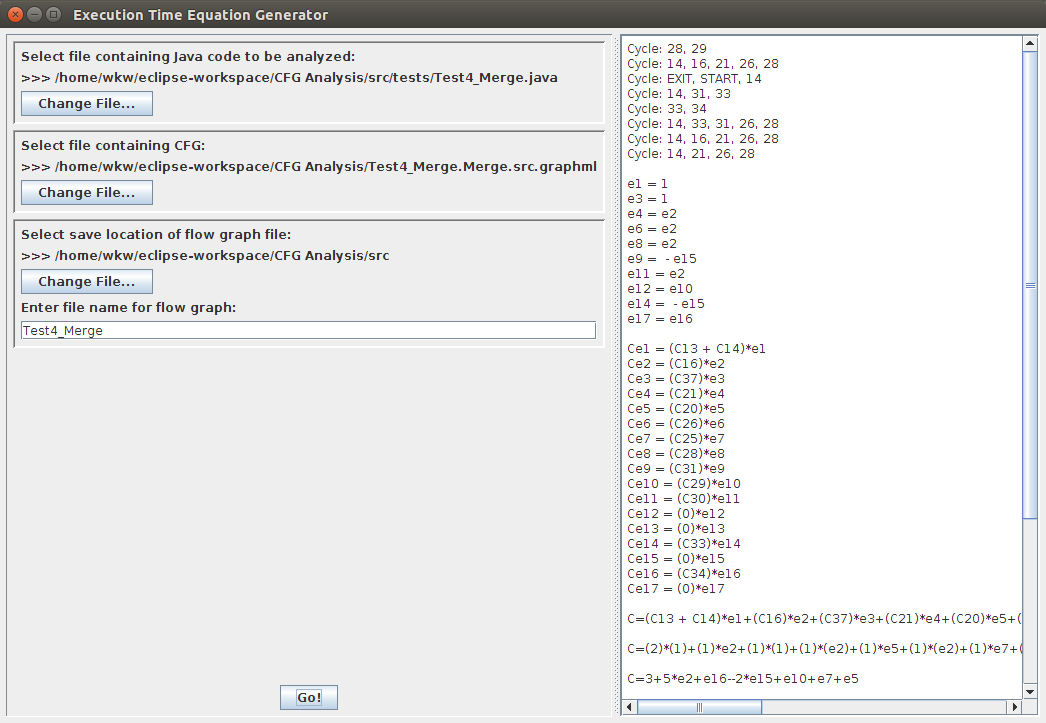 Execution Time Equation Generator
Select file containing Java code to be analyzed:
>>> /home/wkw/eclipse-workspace/CFG Analysis/src/tests/Test4_Merge.java
Change File...
Select file containing CFG:
>>> /home/wkw/eclipse-workspace/CFG Analysis/Test4_Merge.Merge.src.graphml
Change File...
Select save location of flow graph file:
>>> /home/wkw/eclipse-workspace/CFG Analysis/src
Change File...
Enter file name for flow graph:
Test4_Merge
Go!
Cycle: 28, 29
Cycle: 14, 16, 21, 26, 28
Cycle: EXIT, START, 14
Cycle: 14, 31, 33
Cycle: 33, 34
Cycle: 14, 33, 31, 26, 28
Cycle: 14, 16, 21, 26, 28
Cycle: 14, 21, 26, 28
e1 = 1
e3 = 1
e4 = e2
e6 = e2
e8 = e2
e9 =  - e15
e11 = e2
e12 = e10
e14 =  - e15
e17 = e16
Ce1 = (C13 + C14)*e1
Ce2 = (C16)*e2
Ce3 = (C37)*e3
Ce4 = (C21)*e4
Ce5 = (C20)*e5
Ce6 = (C26)*e6
Ce7 = (C25)*e7
Ce8 = (C28)*e8
Ce9 = (C31)*e9
Ce10 = (C29)*e10
Ce11 = (C30)*e11
Ce12 = (0)*e12
Ce13 = (0)*e13
Ce14 = (C33)*e14
Ce15 = (0)*e15
Ce16 = (C34)*e16
Ce17 = (0)*e17
C=(C13 + C14)*e1+(C16)*e2+(C37)*e3+(C21)*e4+(C20)*e5+(
C=(2)*(1)+(1)*e2+(1)*(1)+(1)*(e2)+(1)*e5+(1)*(e2)+(1)*e7+(
C=3+5*e2+e16--2*e15+e10+e7+e5